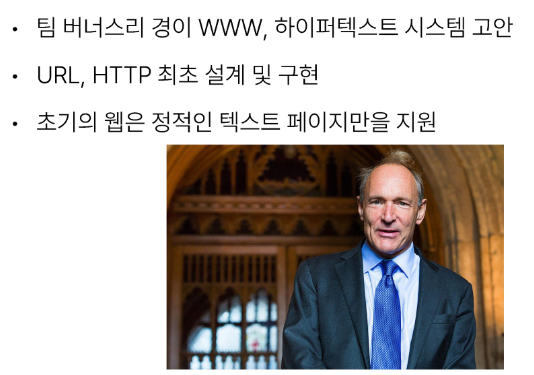 • 팀 버너스리 경이 WWW, 하이퍼텍스트 시스템 고안
• URL, HTTP 최초 설계 및 구현
• 초기의 웹은 정적인 텍스트 페이지만을 지원